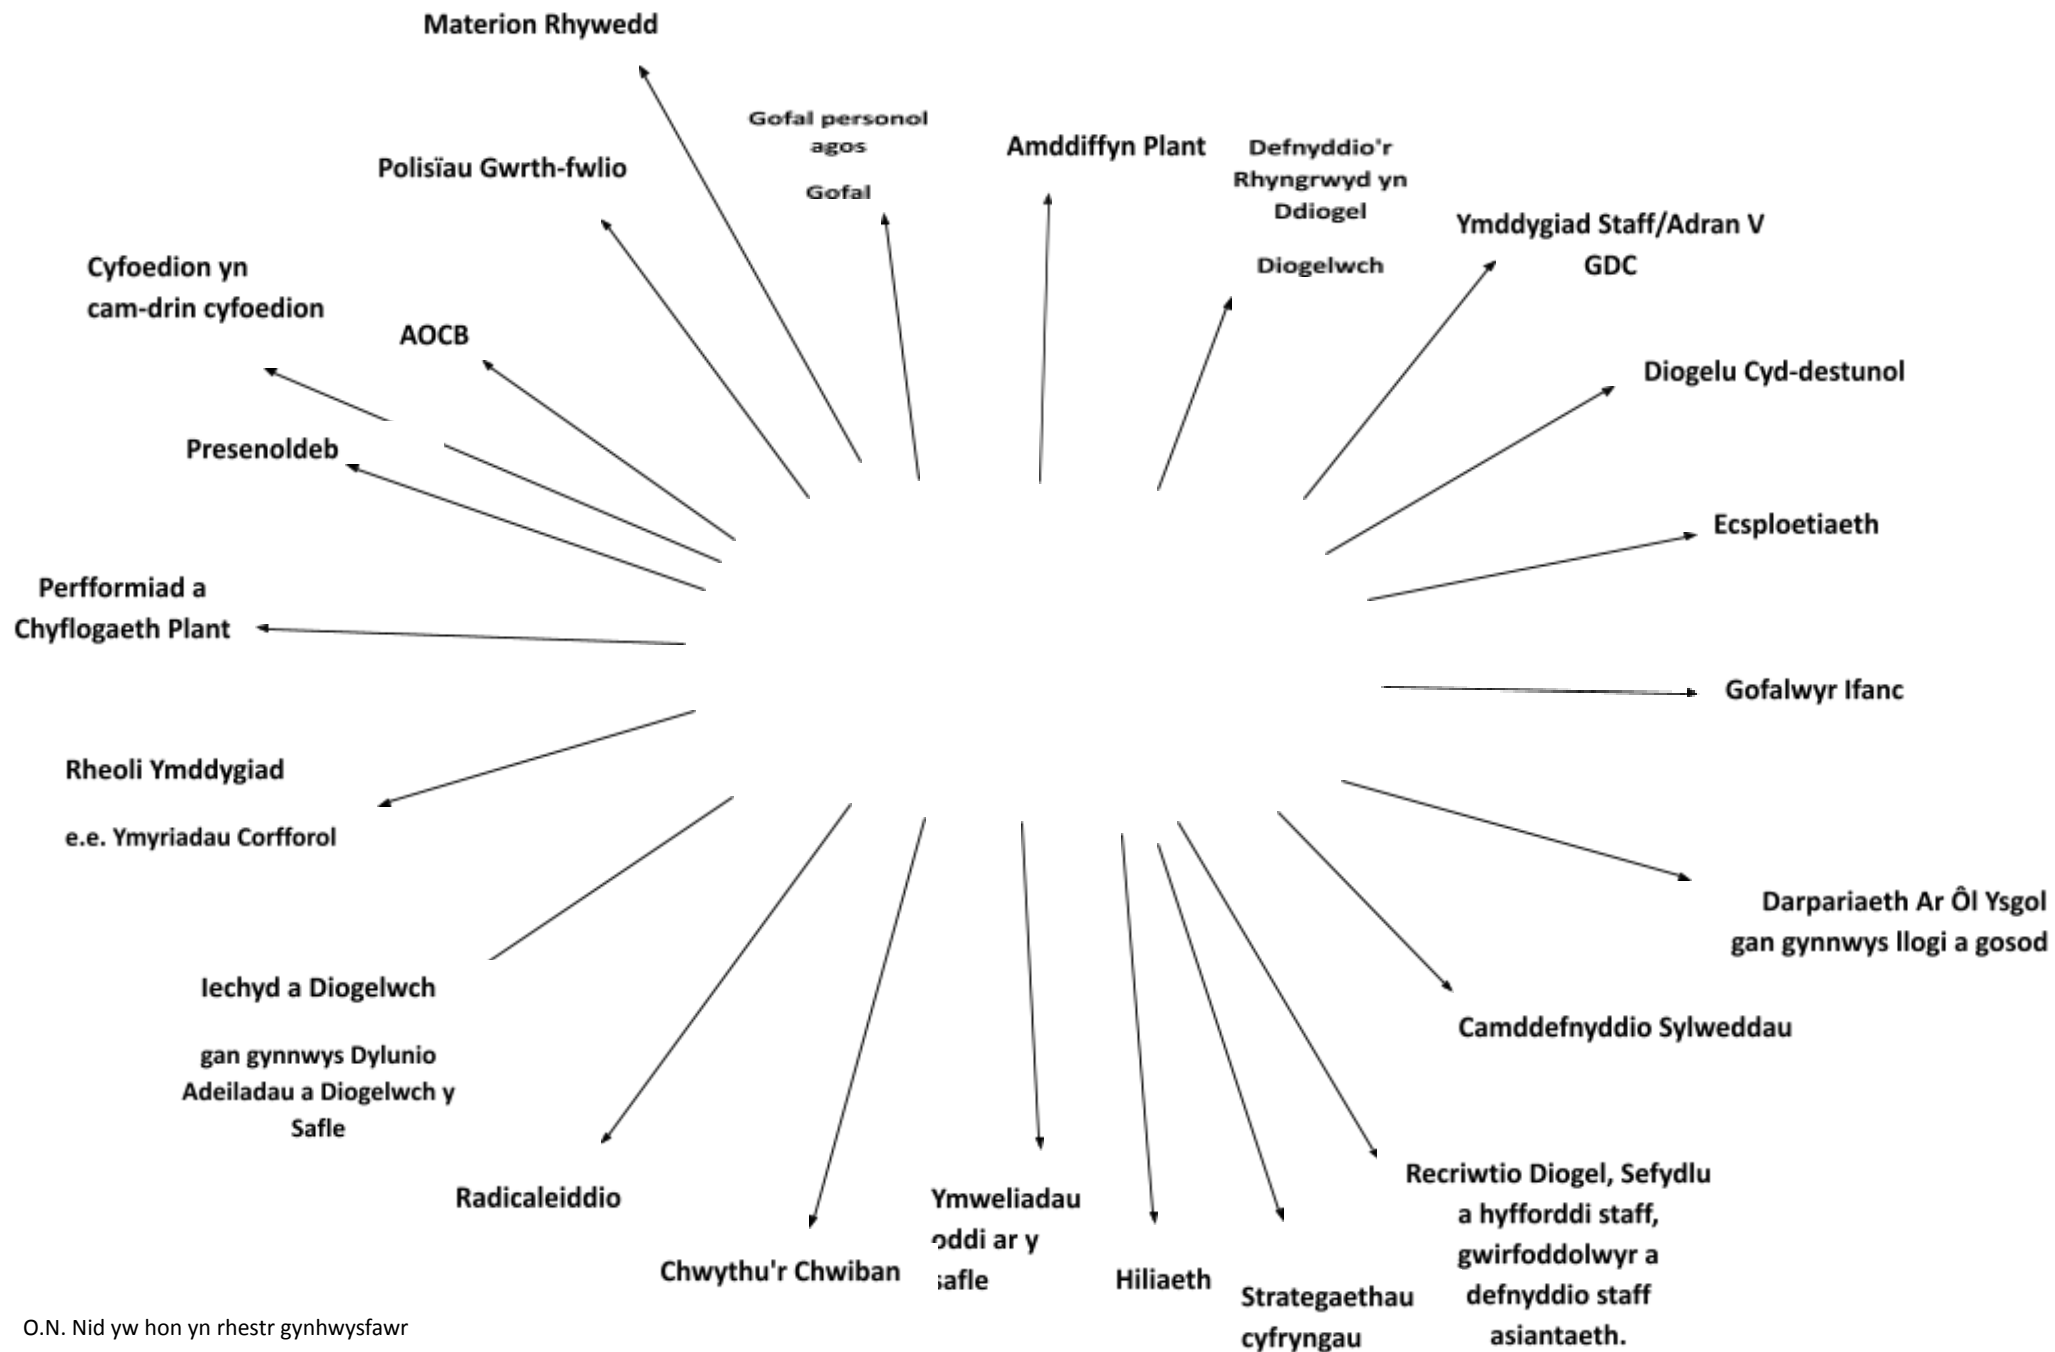 Materion Rhywedd
Gofal personol
agos
Gofal
Amddiffyn Plant
Defnyddio'r
Rhyngrwyd yn
Ddiogel
Diogelwch
Polisïau Gwrth-fwlio
Ymddygiad Staff/Adran V
GDC
Cyfoedion yn
cam-drin cyfoedion
AOCB
Diogelu Cyd-destunol
Presenoldeb
Ecsploetiaeth
Perfformiad a
Chyflogaeth Plant
Gofalwyr Ifanc
Rheoli Ymddygiad
e.e. Ymyriadau Corfforol
Darpariaeth Ar Ôl Ysgol
gan gynnwys llogi a gosod
Iechyd a Diogelwch
gan gynnwys Dylunio
Adeiladau a Diogelwch y
Safle
Camddefnyddio Sylweddau
Radicaleiddio
Chwythu'r Chwiban
Ymweliadau
oddi ar y
safle
Hiliaeth
Strategaethau
cyfryngau
Recriwtio Diogel, Sefydlu
a hyfforddi staff,
gwirfoddolwyr a
defnyddio staff
asiantaeth.
O.N. Nid yw hon yn rhestr gynhwysfawr